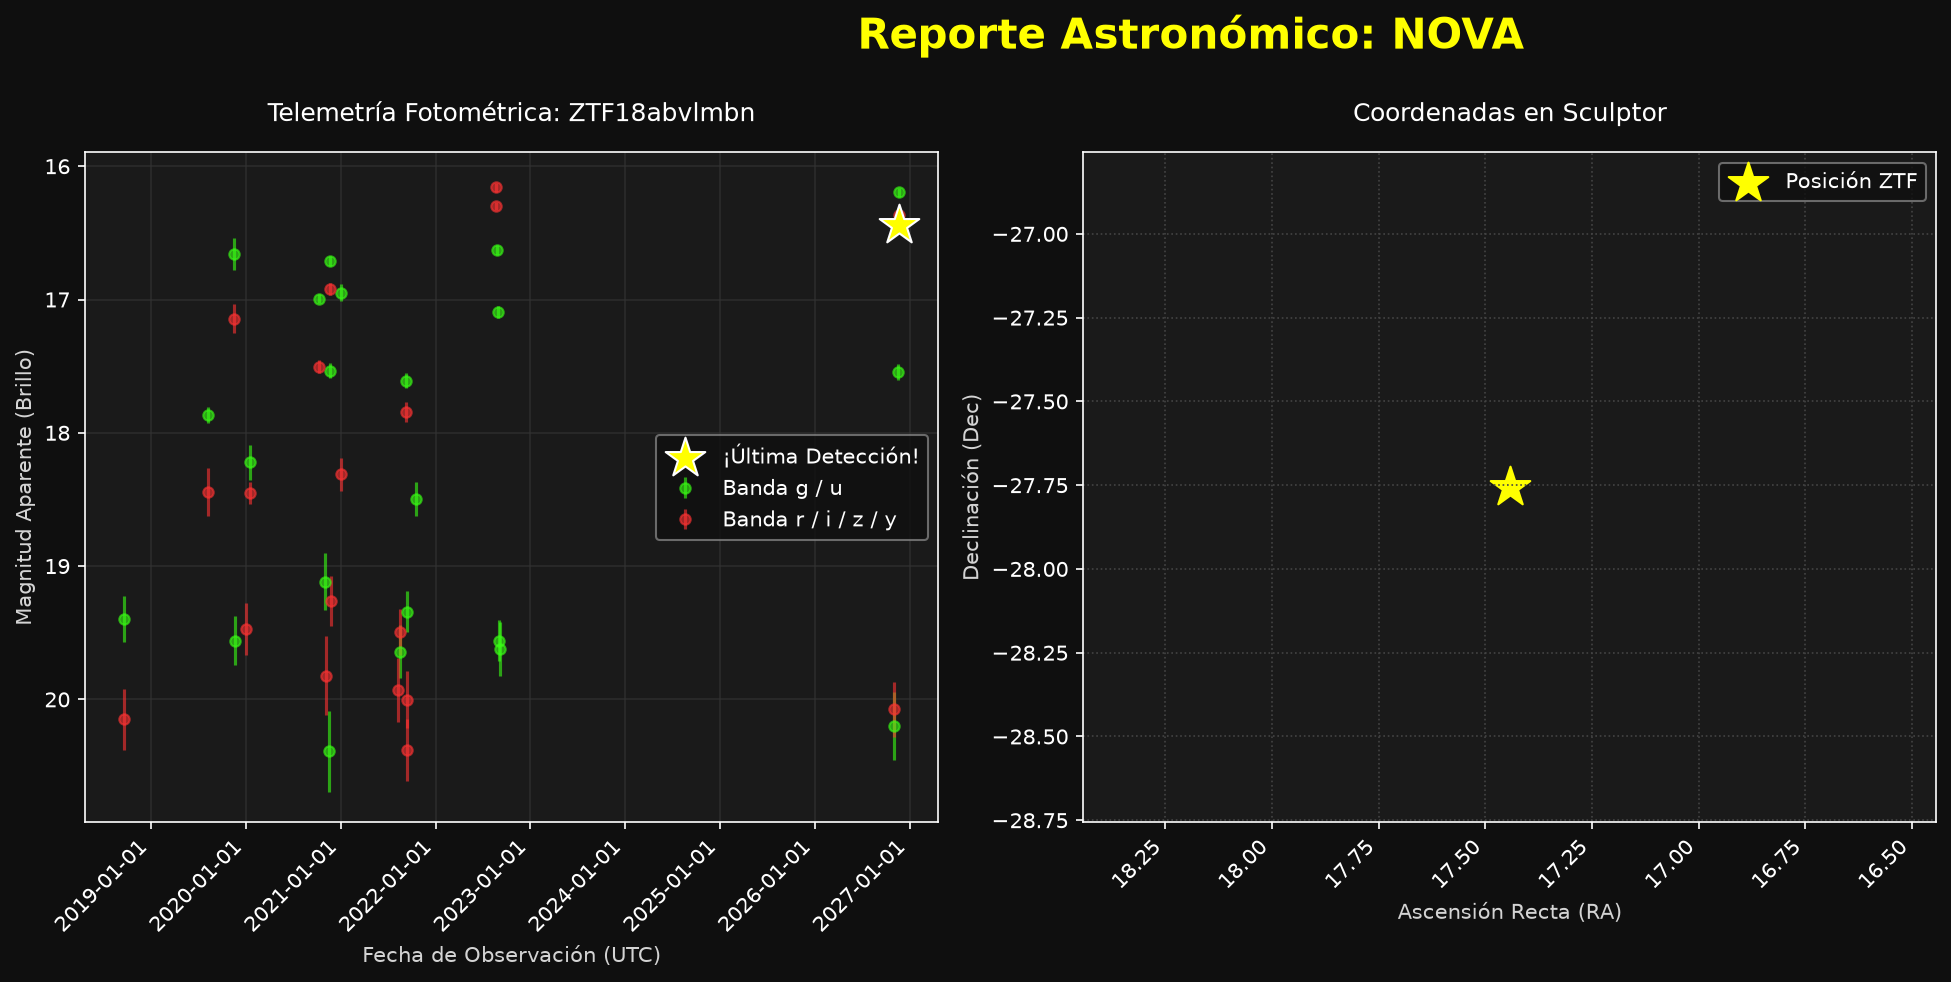 Reporte Astronómico: NOVA
Telemetría Fotométrica: ZTF18abvlmbn
Magnitud Aparente (Brillo)
16
17
18
19
20
¡Última Detección!
Banda g / u
Banda r / i / z / y
2019-01-01
2020-01-01
2021-01-01
2022-01-01
2023-01-01
2024-01-01
2025-01-01
2026-01-01
2027-01-01
Fecha de Observación (UTC)
Coordenadas en Sculptor
Declinación (Dec)
−27.00
−27.25
−27.50
−27.75
−28.00
−28.25
−28.50
−28.75
Posición ZTF
18.25
18.00
17.75
17.50
17.25
17.00
16.75
16.50
Ascensión Recta (RA)